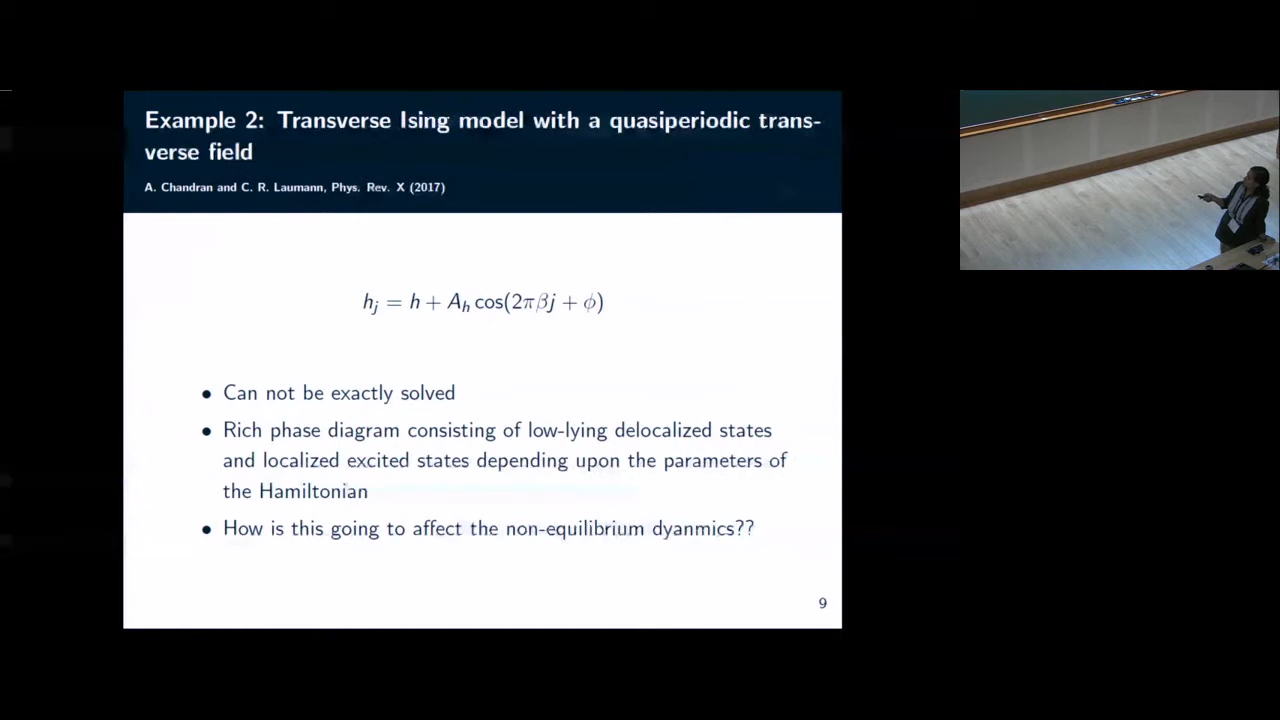 Example 2: Transverse Ising model with a quasiperiodic trans-
verse field
A. Chandran and C. R. Laumann, Phys. Rev. X (2017)
h_j = h + A_h cos(2πβj + ϕ)
• Can not be exactly solved
• Rich phase diagram consisting of low-lying delocalized states
and localized excited states depending upon the parameters of
the Hamiltonian
• How is this going to affect the non-equilibrium dyanmics??
9